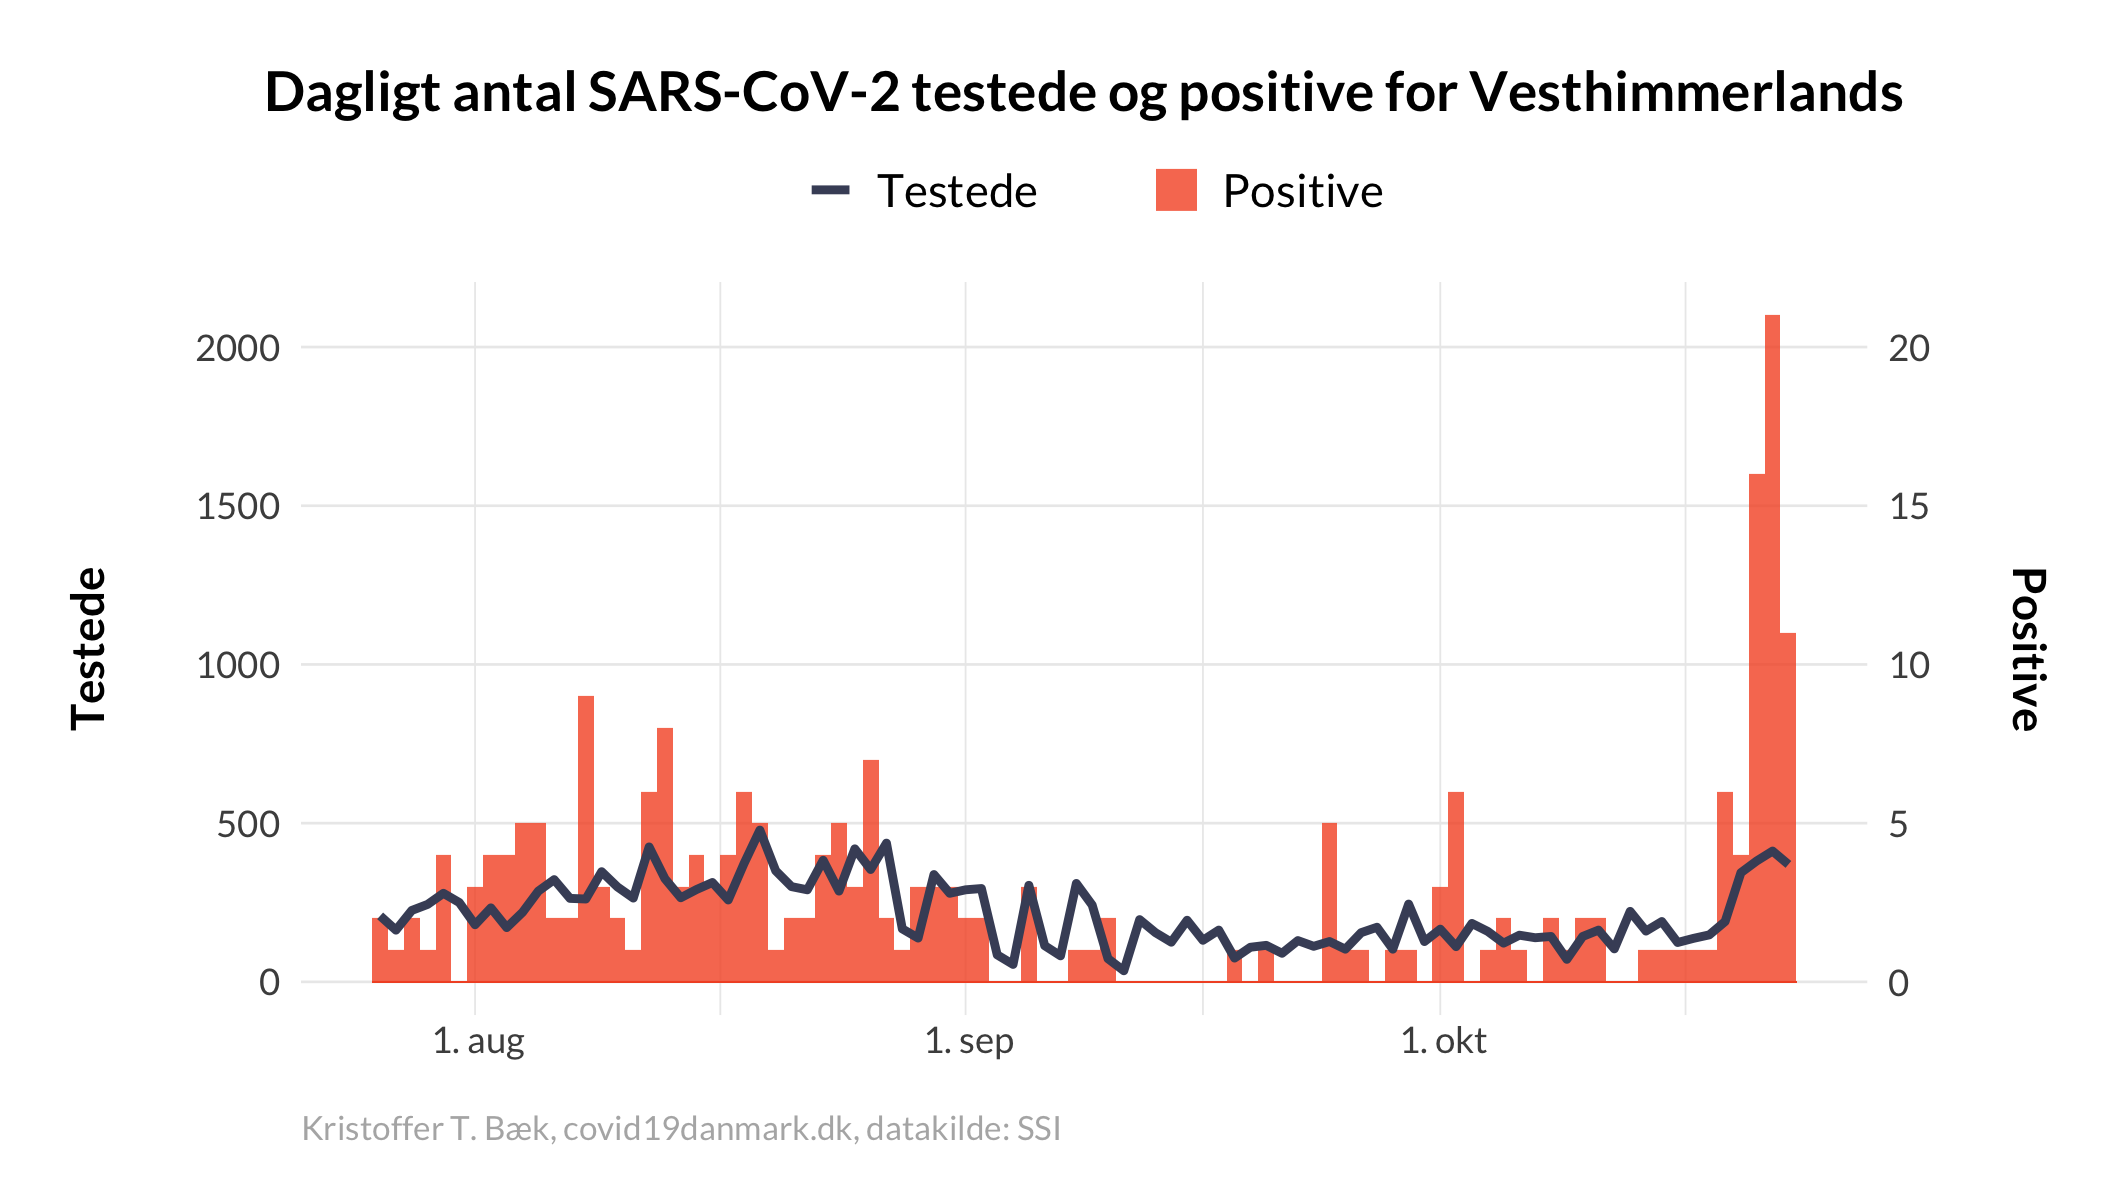 Dagligt antal SARS-CoV-2 testede og positive for Vesthimmerlands
Testede
Positive
2000
1500
1000
500
0
20
15
10
5
0
Testede
Positive
1. aug
1. sep
1. okt
Kristoffer T. Bæk, covid19danmark.dk, datakilde: SSI